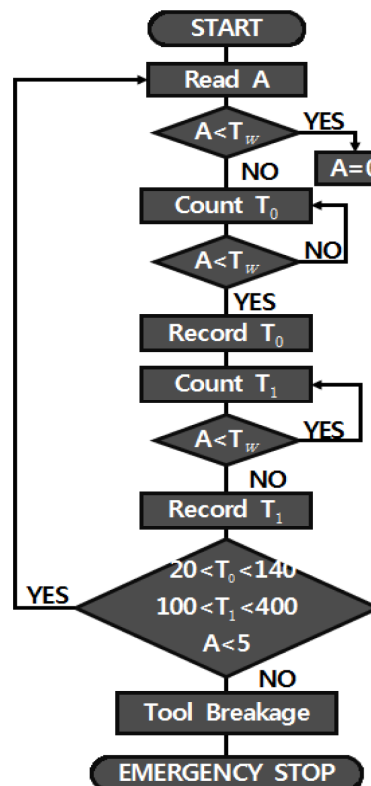 START
Read A
A<T_W
YES
NO
A=0
Count T_0
A<T_W
NO
YES
Record T_0
Count T_1
A<T_W
YES
NO
Record T_1
20<T_0<140
100<T_1<400
A<5
YES
NO
Tool Breakage
EMERGENCY STOP